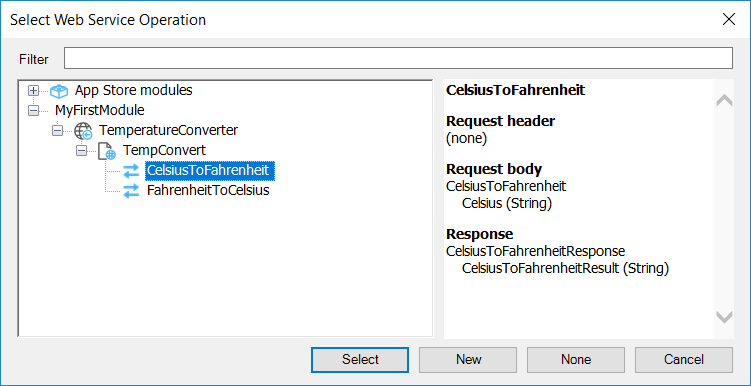 Select Web Service Operation
Filter
App Store modules
MyFirstModule
TemperatureConverter
TempConvert
CelsiusToFahrenheit
FahrenheitToCelsius
CelsiusToFahrenheit
Request header
(none)
Request body
CelsiusToFahrenheit
Celsius (String)
Response
CelsiusToFahrenheitResponse
CelsiusToFahrenheitResult (String)
Select
New
None
Cancel